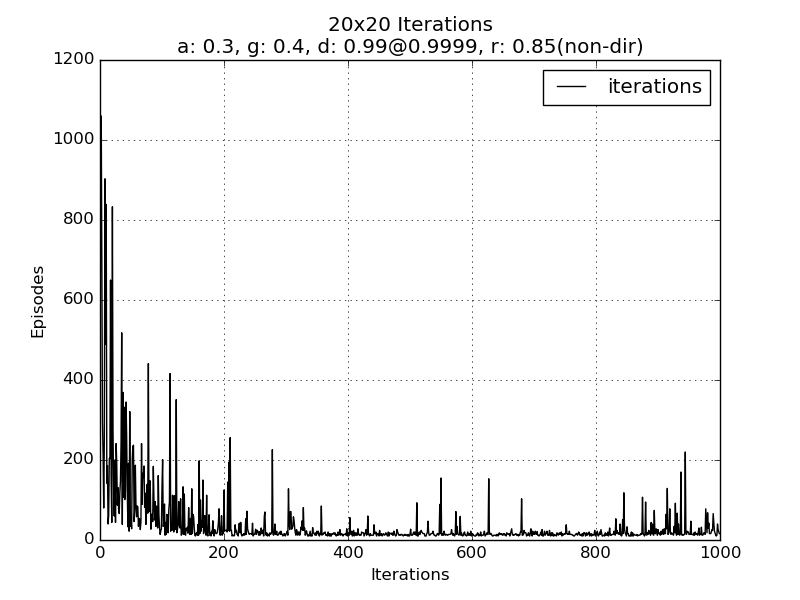 20x20 Iterations
a: 0.3, g: 0.4, d: 0.99@0.9999, r: 0.85(non-dir)
iterations
1200
1000
800
600
400
200
0
Episodes
0 200 400 600 800 1000
Iterations